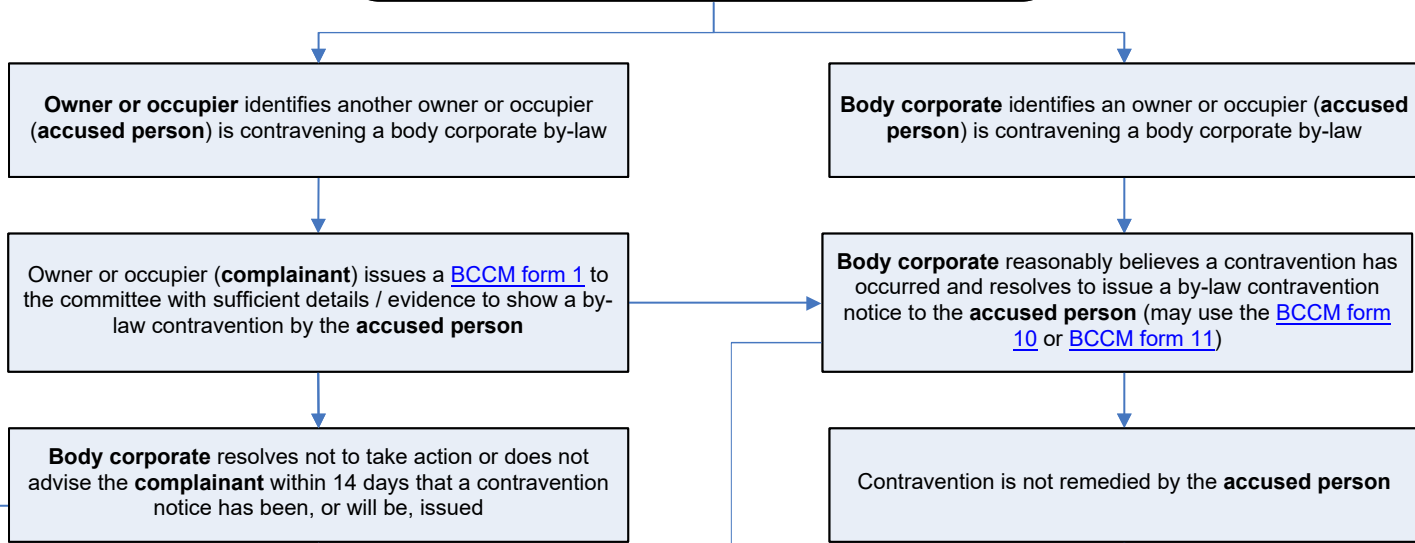 Owner or occupier identifies another owner or occupier
(accused person) is contravening a body corporate by-law
Body corporate identifies an owner or occupier (accused
person) is contravening a body corporate by-law
Owner or occupier (complainant) issues a BCCM form 1 to
the committee with sufficient details / evidence to show a by-
law contravention by the accused person
Body corporate reasonably believes a contravention has
occurred and resolves to issue a by-law contravention
notice to the accused person (may use the BCCM form
10 or BCCM form 11)
Body corporate resolves not to take action or does not
advise the complainant within 14 days that a contravention
notice has been, or will be, issued
Contravention is not remedied by the accused person